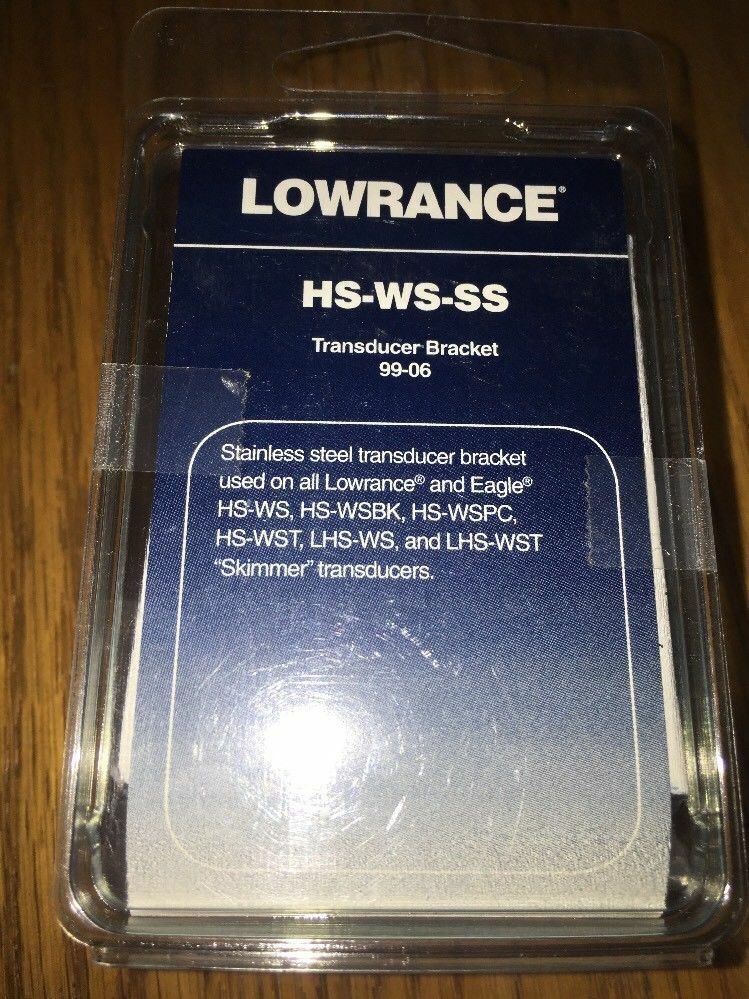 LOWRANCE®
HS-WS-SS
Transducer Bracket
99-06
Stainless steel transducer bracket
used on all Lowrance® and Eagle®
HS-WS, HS-WSBK, HS-WSPC,
HS-WST, LHS-WS, and LHS-WST
“Skimmer” transducers.